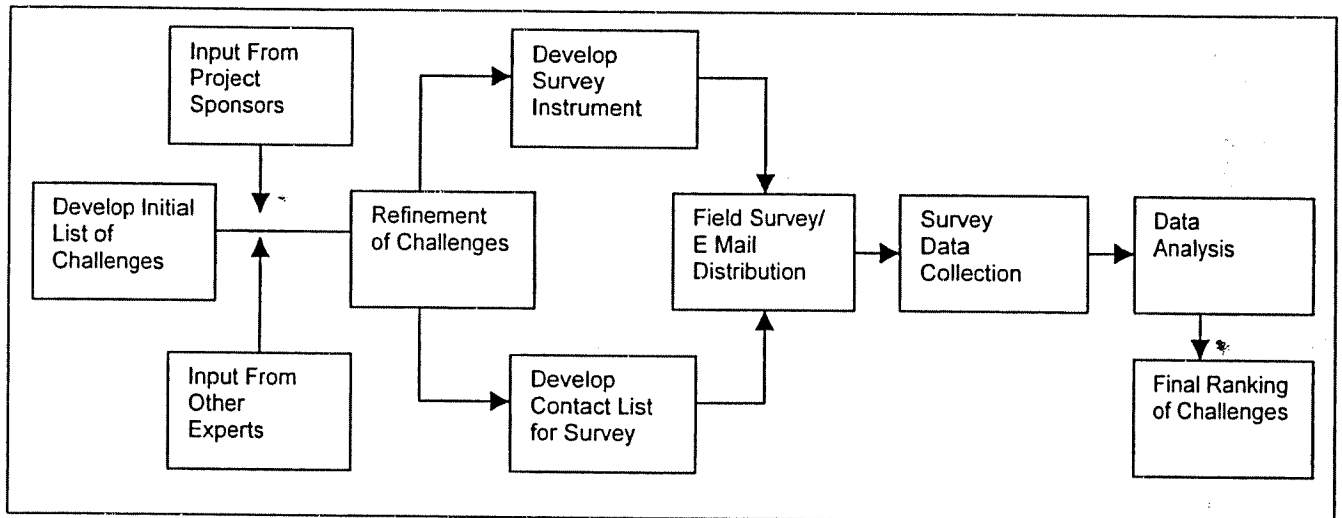 Input From
Project
Sponsors
Develop Initial
List of
Challenges
Input From
Other
Experts
Refinement
of Challenges
Develop
Survey
Instrument
Develop
Contact List
for Survey
Field Survey/
E Mail
Distribution
Survey
Data
Collection
Data
Analysis
Final Ranking
of Challenges